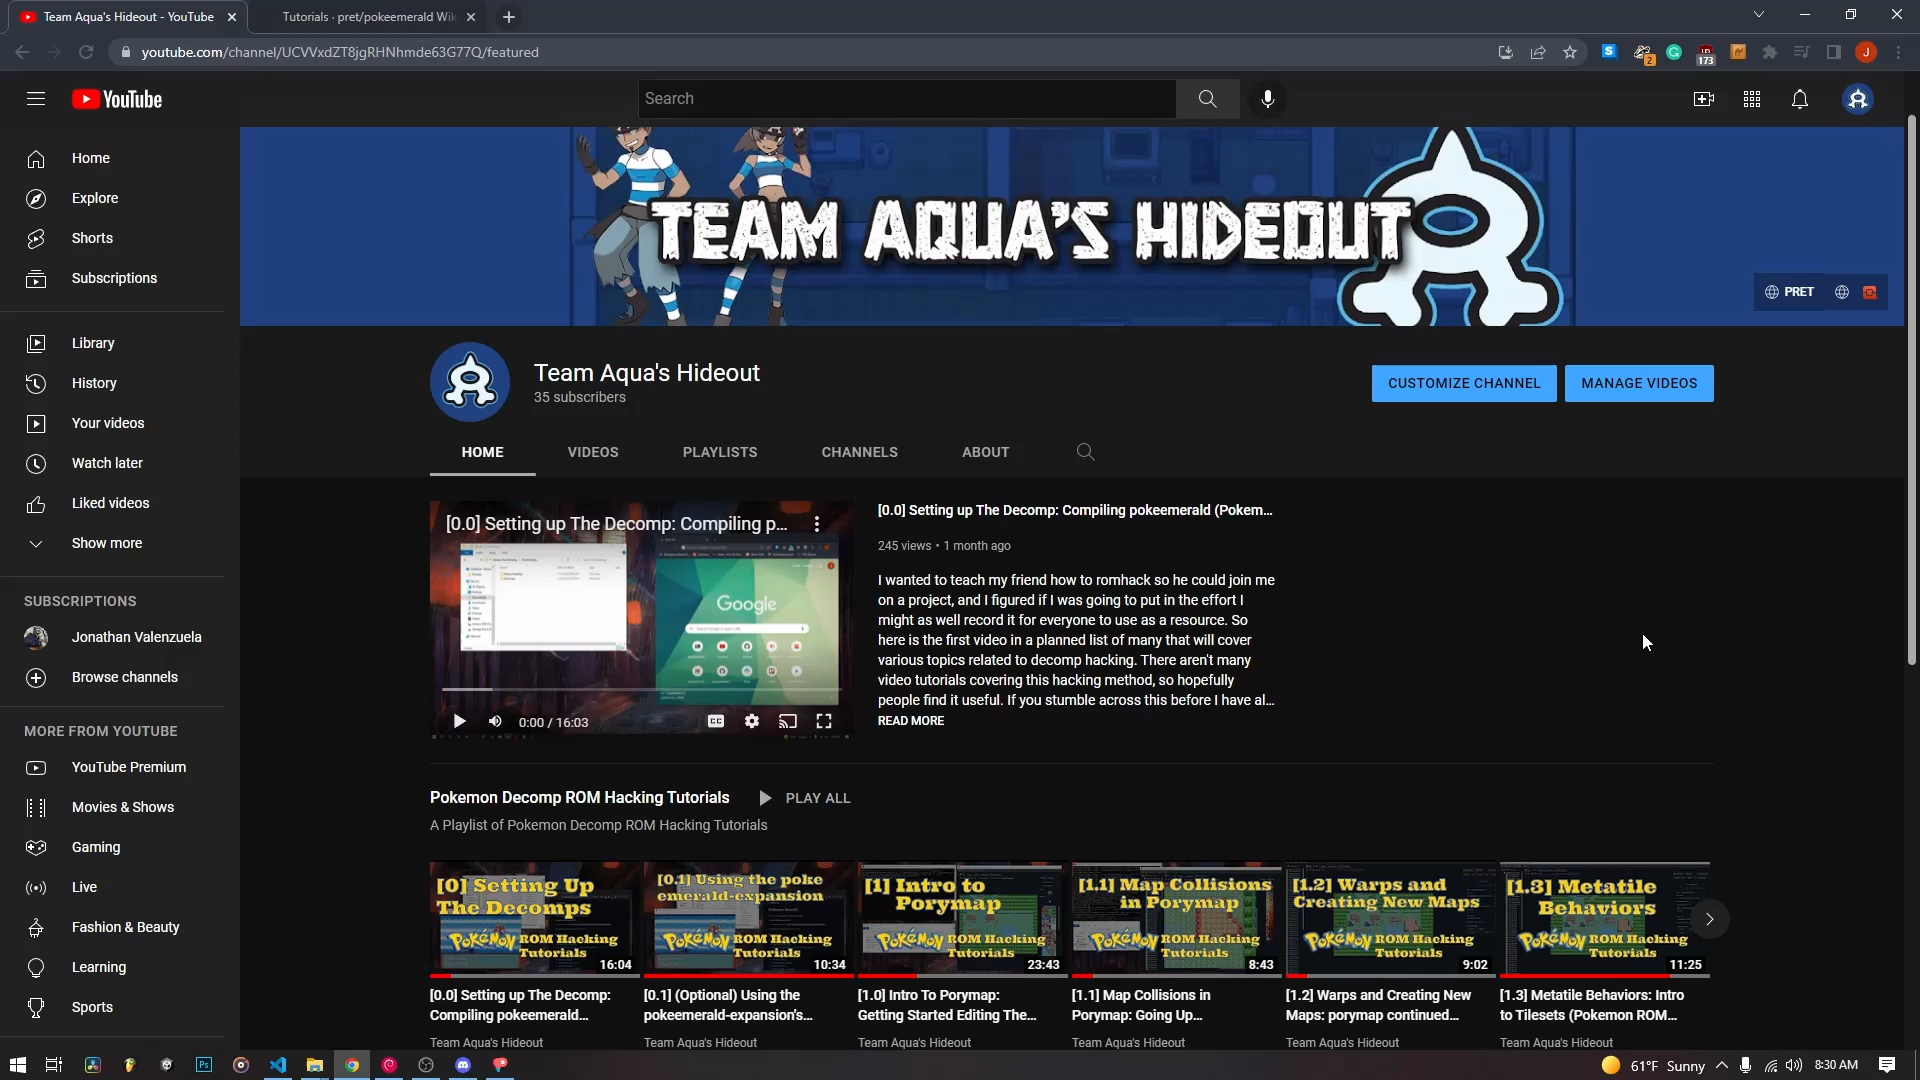 Team Aqua's Hideout - YouTube
Tutorials · pret/pokeemerald Wik
youtube.com/channel/UCVVxdZT8jgRHNhmde63G77Q/featured
2
173
J
YouTube
Search
Home
Explore
Shorts
Subscriptions
Library
History
Your videos
Watch later
Liked videos
Show more
SUBSCRIPTIONS
Jonathan Valenzuela
Browse channels
MORE FROM YOUTUBE
YouTube Premium
Movies & Shows
Gaming
Live
Fashion & Beauty
Learning
Sports
TEAM AQUA'S HIDEOUT
PRET
Team Aqua's Hideout
35 subscribers
CUSTOMIZE CHANNEL
MANAGE VIDEOS
HOME
VIDEOS
PLAYLISTS
CHANNELS
ABOUT
[0.0] Setting up The Decomp: Compiling p...
Google
0:00 / 16:03
CC
[0.0] Setting up The Decomp: Compiling pokeemerald (Pokem...
245 views • 1 month ago
I wanted to teach my friend how to romhack so he could join me
on a project, and I figured if I was going to put in the effort I
might as well record it for everyone to use as a resource. So
here is the first video in a planned list of many that will cover
various topics related to decomp hacking. There aren't many
video tutorials covering this hacking method, so hopefully
people find it useful. If you stumble across this before I have al...
READ MORE
Pokemon Decomp ROM Hacking Tutorials
PLAY ALL
A Playlist of Pokemon Decomp ROM Hacking Tutorials
[0] Setting Up
The Decomps
POKéMON ROM Hacking
Tutorials
16:04
[0.0] Setting up The Decomp:
Compiling pokeemerald...
Team Aqua's Hideout
[0.1] Using the poke
emerald-expansion
POKéMON ROM Hacking
Tutorials
10:34
[0.1] (Optional) Using the
pokeemerald-expansion's...
Team Aqua's Hideout
[1] Intro to
Porymap
POKéMON ROM Hacking
Tutorials
23:43
[1.0] Intro To Porymap:
Getting Started Editing The...
Team Aqua's Hideout
[1.1] Map Collisions
in Porymap
POKéMON ROM Hacking
Tutorials
8:43
[1.1] Map Collisions in
Porymap: Going Up...
Team Aqua's Hideout
[1.2] Warps and
Creating New Maps
POKéMON ROM Hacking
Tutorials
9:02
[1.2] Warps and Creating New
Maps: porymap continued...
Team Aqua's Hideout
[1.3] Metatile
Behaviors
POKéMON ROM Hacking
Tutorials
11:25
[1.3] Metatile Behaviors: Intro
to Tilesets (Pokemon ROM...
Team Aqua's Hideout
Ps
61°F Sunny
8:30 AM